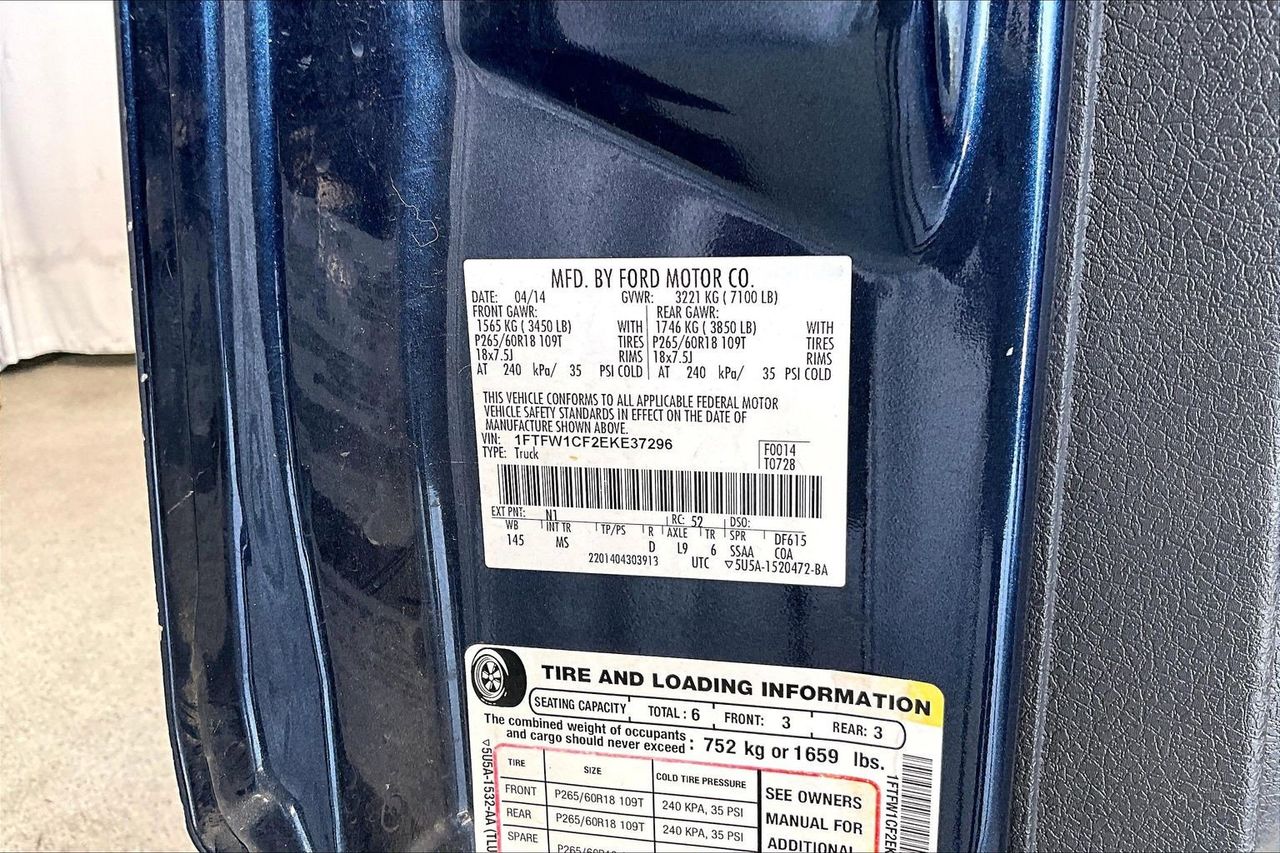 MFD. BY FORD MOTOR CO.
DATE: 04/14 GVWR: 3221 KG ( 7100 LB)
FRONT GAWR: REAR GAWR:
1565 KG ( 3450 LB) WITH 1746 KG ( 3850 LB) WITH
P265/60R18 109T TIRES P265/60R18 109T TIRES
18x7.5J RIMS 18x7.5J RIMS
AT 240 kPa/ 35 PSI COLD AT 240 kPa/ 35 PSI COLD
THIS VEHICLE CONFORMS TO ALL APPLICABLE FEDERAL MOTOR
VEHICLE SAFETY STANDARDS IN EFFECT ON THE DATE OF
MANUFACTURE SHOWN ABOVE.
VIN: 1FTFW1CF2EKE37296 F0014
TYPE: Truck T0728
EXT PNT: N1 RC: 52 DSO:
WB INT TR TP/PS R AXLE TR SPR DF615
145 MS D L9 6 SSAA COA
2201404303913 UTC ▽5U5A-1520472-BA
TIRE AND LOADING INFORMATION
SEATING CAPACITY TOTAL : 6 FRONT: 3 REAR: 3
The combined weight of occupants
and cargo should never exceed : 752 kg or 1659 lbs.
TIRE SIZE COLD TIRE PRESSURE
FRONT P265/60R18 109T 240 KPA, 35 PSI
REAR P265/60R18 109T 240 KPA, 35 PSI
SPARE
SEE OWNERS
MANUAL FOR
ADDITIONAL
▽5U5A-1532-AA (TLU
1FTFW1CF2EK